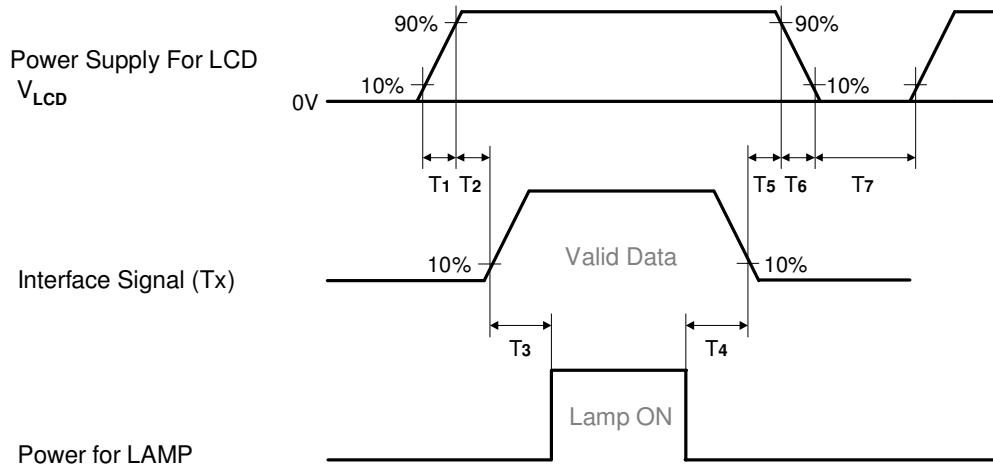 90%
90%
Power Supply For LCD
VLCD
10%
10%
0V
T1 T2
T5 T6 T7
Valid Data
10%
10%
Interface Signal (Tx)
T3
T4
Lamp ON
Power for LAMP